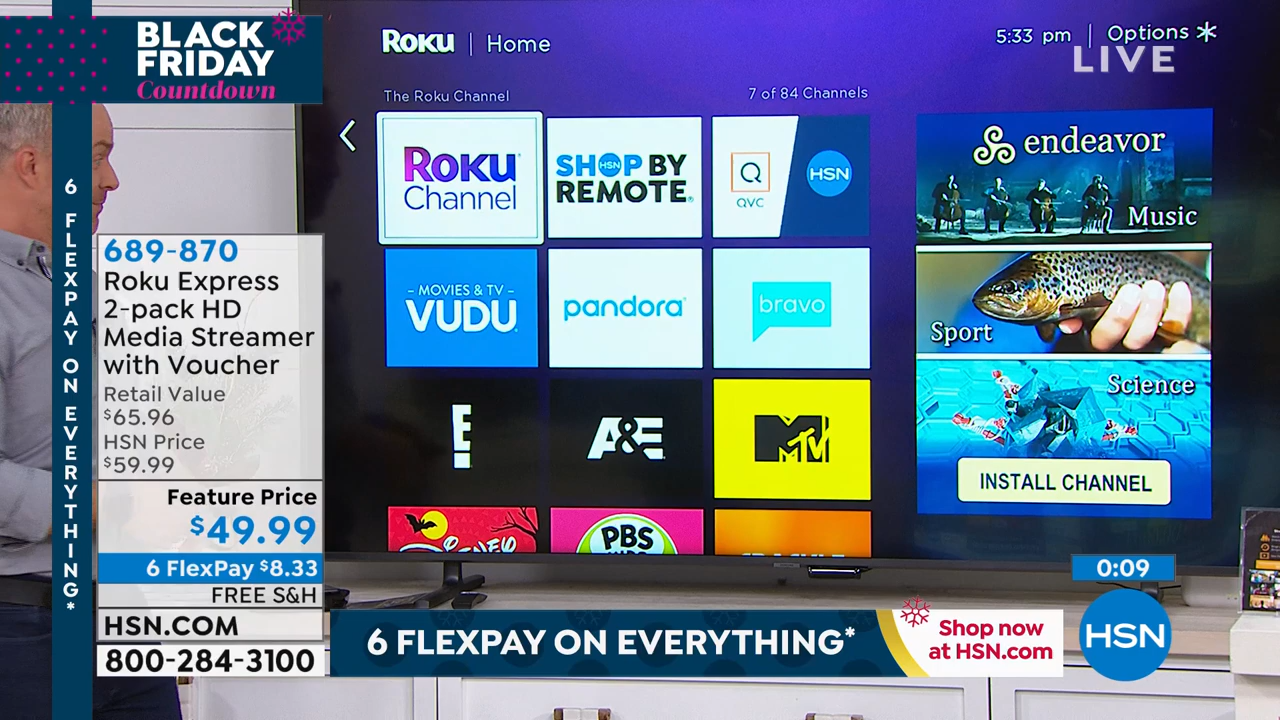 BLACK
FRIDAY
Countdown
6 FLEXPAY ON EVERYTHING*
689-870
Roku Express
2-pack HD
Media Streamer
with Voucher
Retail Value
$65.96
HSN Price
$59.99
Feature Price
$49.99
6 FlexPay $8.33
FREE S&H
HSN.COM
800-284-3100
Roku | Home
5:33 pm | Options *
LIVE
The Roku Channel
7 of 84 Channels
Roku
Channel
SHOP HSN BY
REMOTE
Q
QVC
HSN
- MOVIES & TV -
VUDU
pandora
bravo
E!
A&E
MTV
DISNEY
PBS
endeavor
Music
Sport
Science
INSTALL CHANNEL
0:09
6 FLEXPAY ON EVERYTHING*
Shop now
at HSN.com
HSN